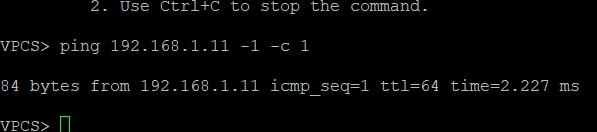 2. Use Ctrl+C to stop the command.
VPCS> ping 192.168.1.11 -1 -c 1
84 bytes from 192.168.1.11 icmp_seq=1 ttl=64 time=2.227 ms
VPCS>